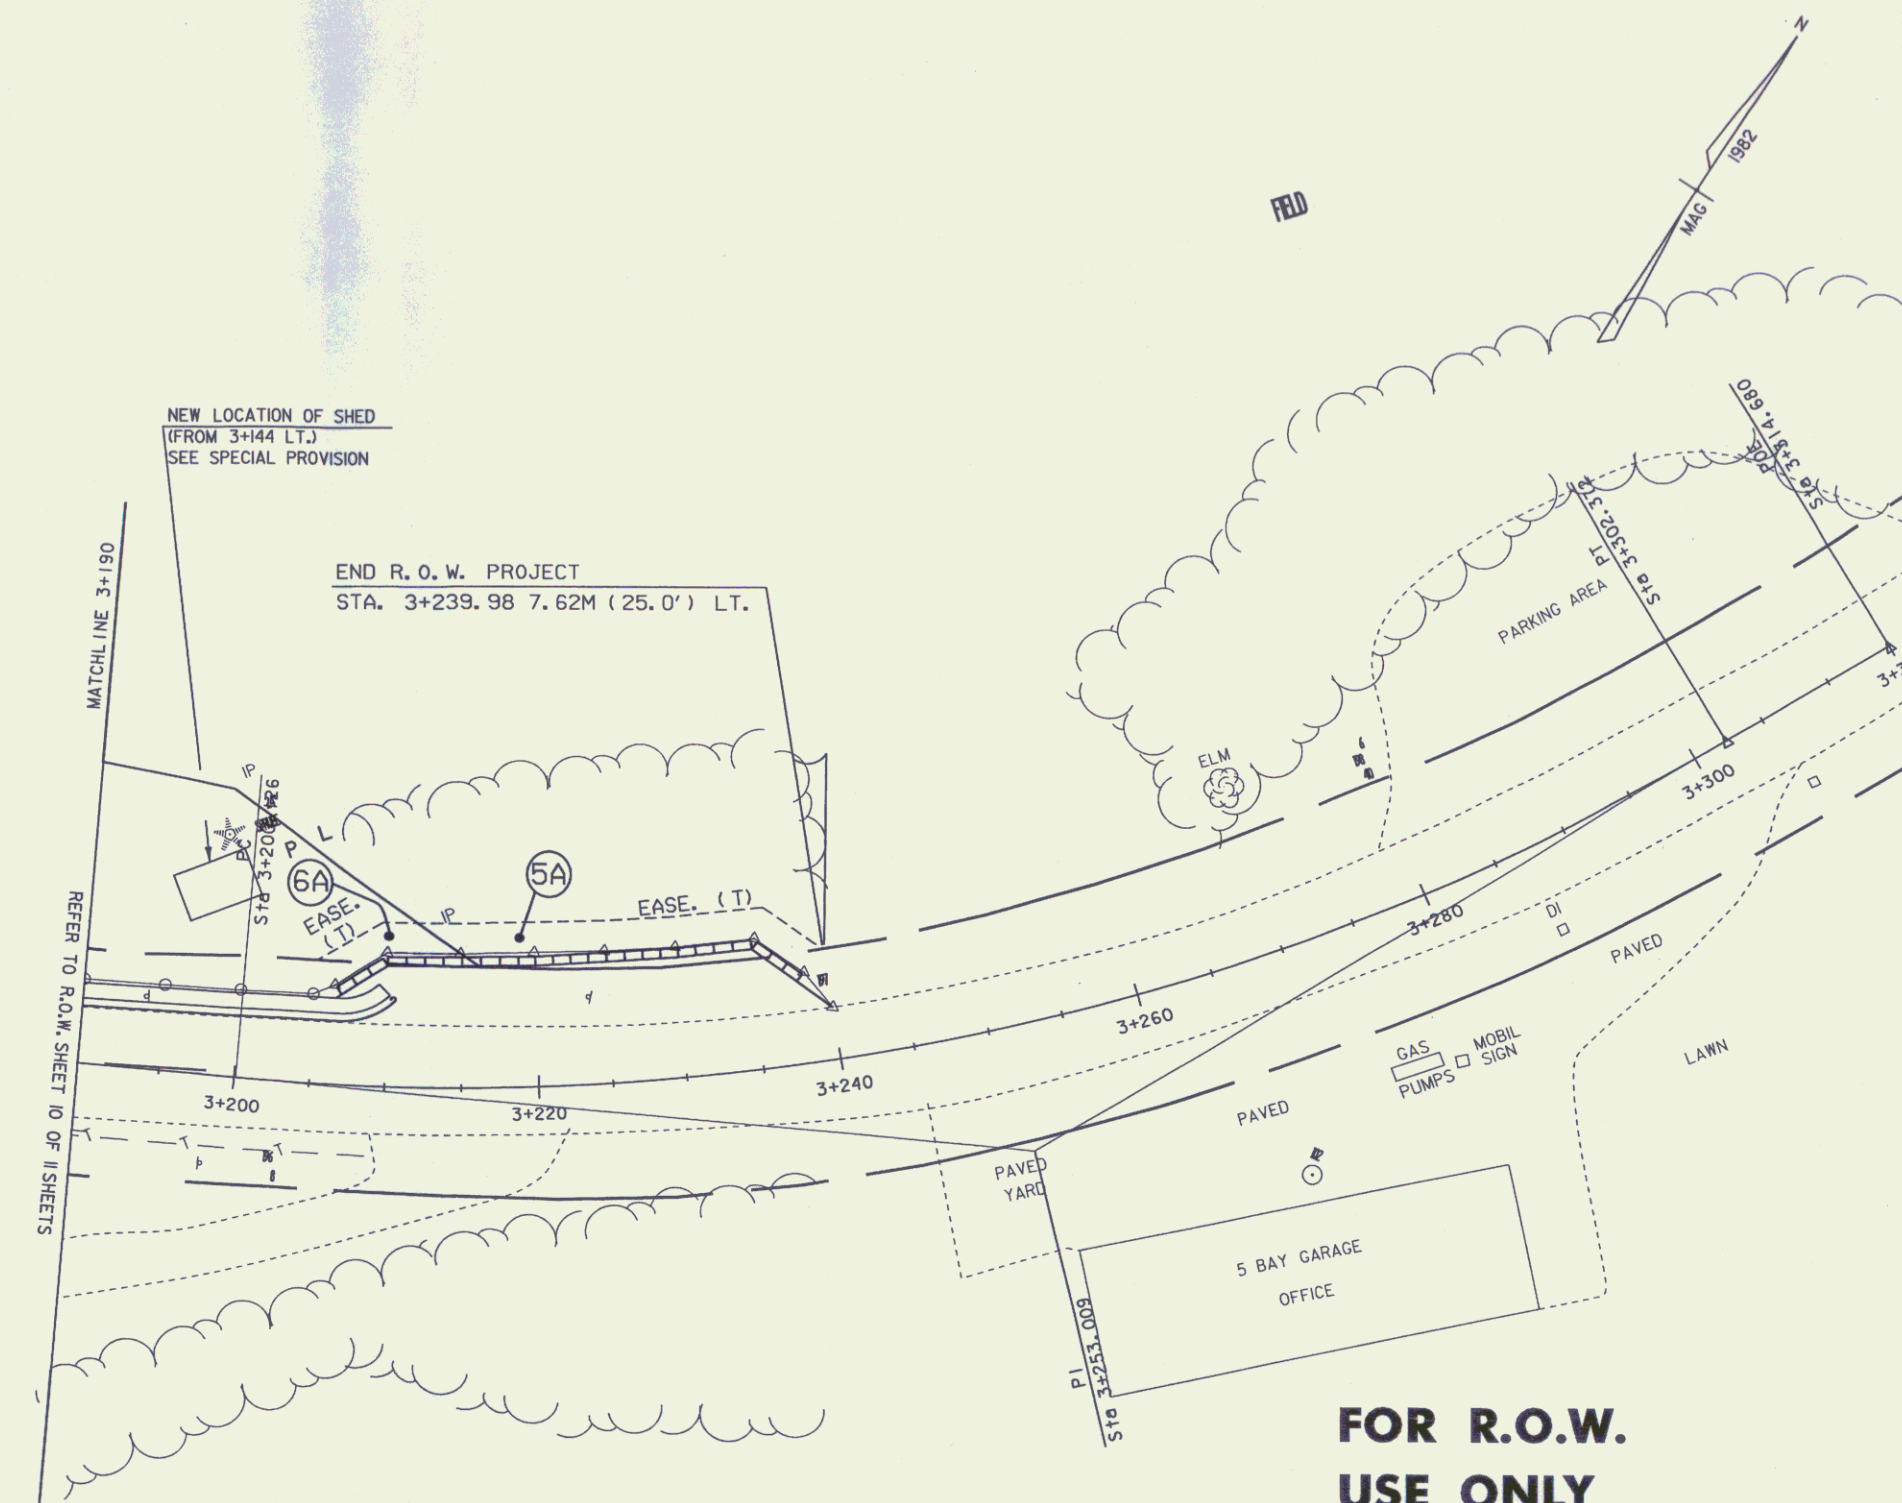 N
1982
MAG
FIELD
NEW LOCATION OF SHED
(FROM 3+144 LT.)
SEE SPECIAL PROVISION
MATCHLINE 3+190
END R.O.W. PROJECT
STA. 3+239.98 7.62M (25.0') LT.
POE
Sta 3+314.680
PT
Sta 3+302.372
PARKING AREA
ELM
IP
P L
PC
6A
5A
EASE.
(T)
IP
EASE. (T)
REFER TO R.O.W. SHEET 10 OF 11 SHEETS
3+200
3+220
3+240
3+260
3+280
3+300
DI
PAVED
GAS
PUMPS
MOBIL
SIGN
LAWN
PAVED
PAVED
YARD
5 BAY GARAGE
OFFICE
PI
Sta 3+253.009
FOR R.O.W.
USE ONLY